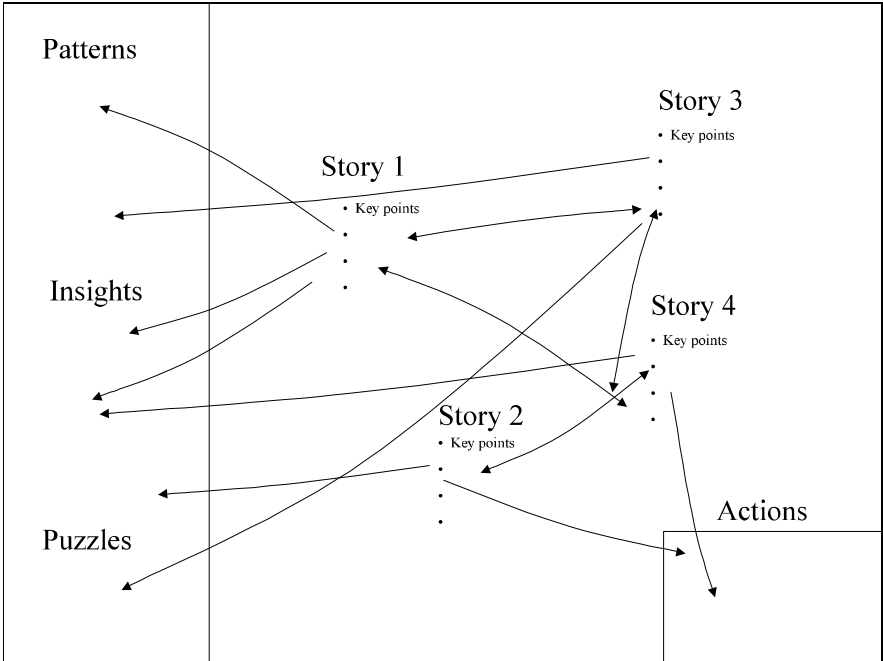 Patterns
Story 3
• Key points
•
•
•
Story 1
• Key points
•
•
•
Insights
Story 4
• Key points
•
•
•
Story 2
• Key points
•
•
•
Actions
Puzzles